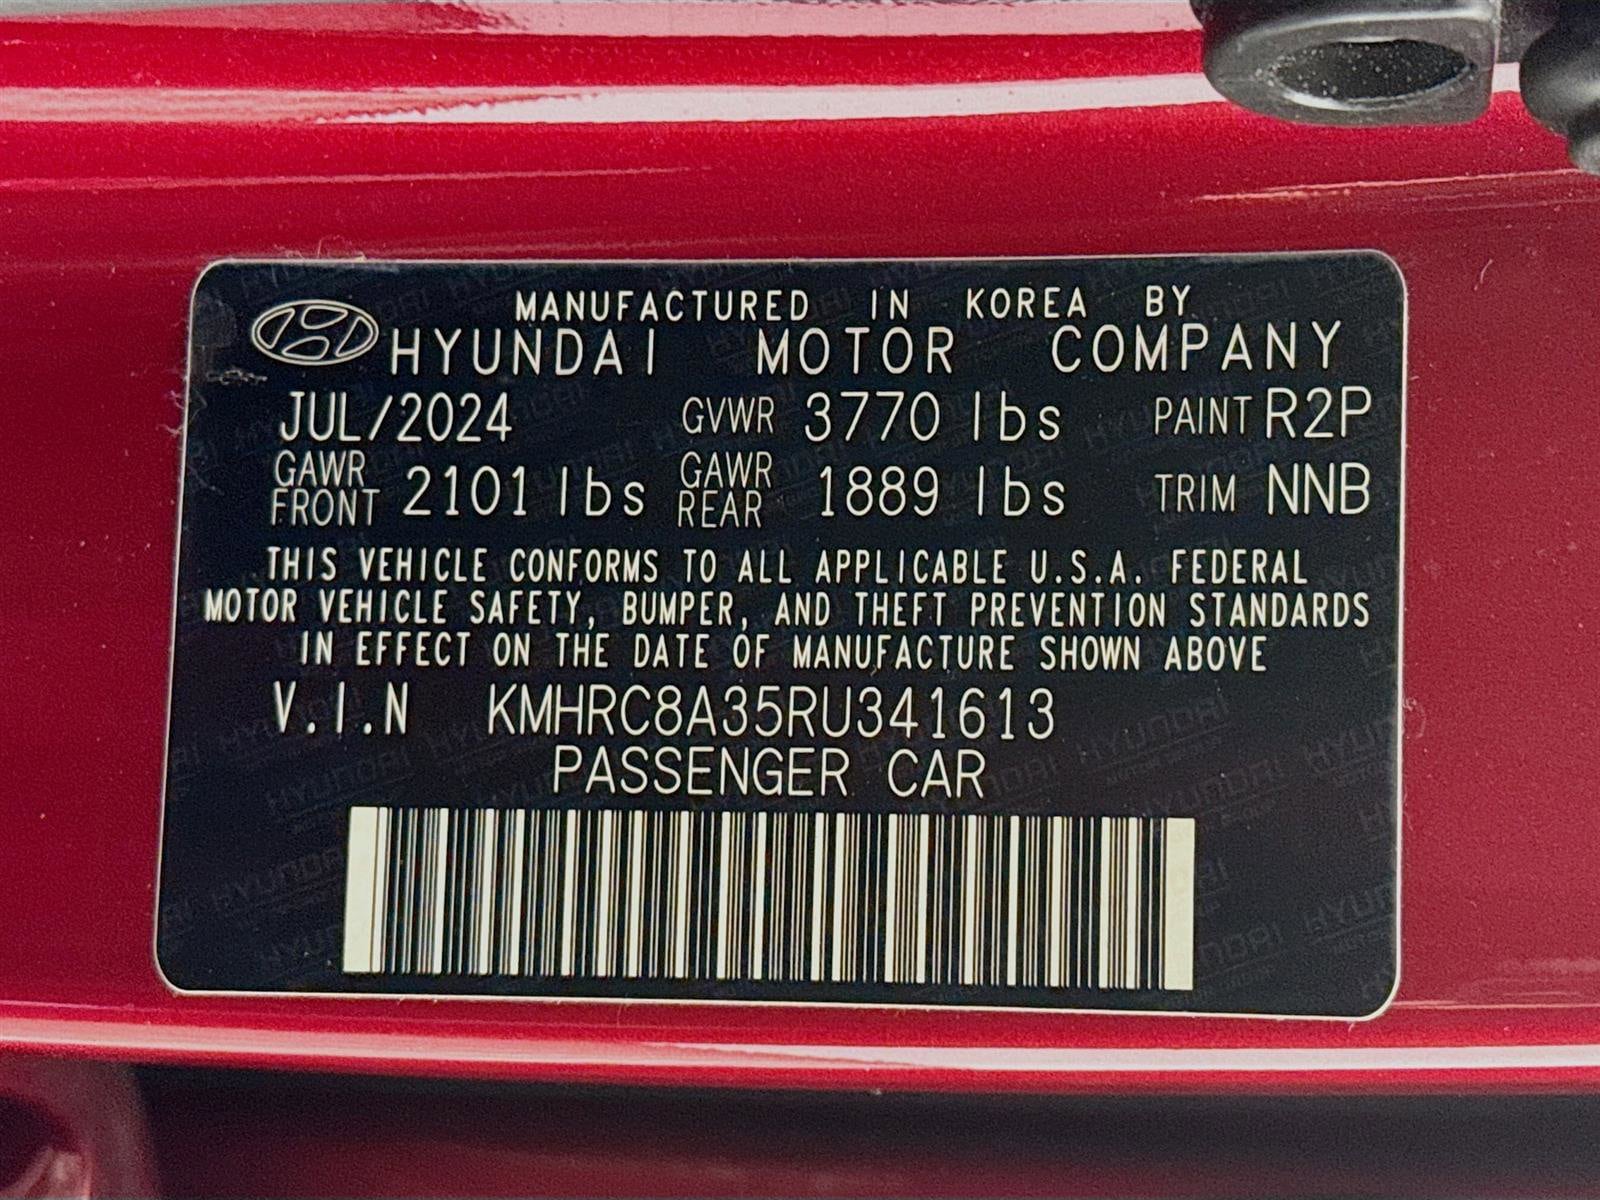 MANUFACTURED IN KOREA BY
HYUNDAI MOTOR COMPANY
JUL/2024 GVWR 3770 lbs PAINT R2P
GAWR FRONT 2101 lbs GAWR REAR 1889 lbs TRIM NNB
THIS VEHICLE CONFORMS TO ALL APPLICABLE U.S.A. FEDERAL
MOTOR VEHICLE SAFETY, BUMPER, AND THEFT PREVENTION STANDARDS
IN EFFECT ON THE DATE OF MANUFACTURE SHOWN ABOVE
V.I.N KMHRC8A35RU341613
PASSENGER CAR